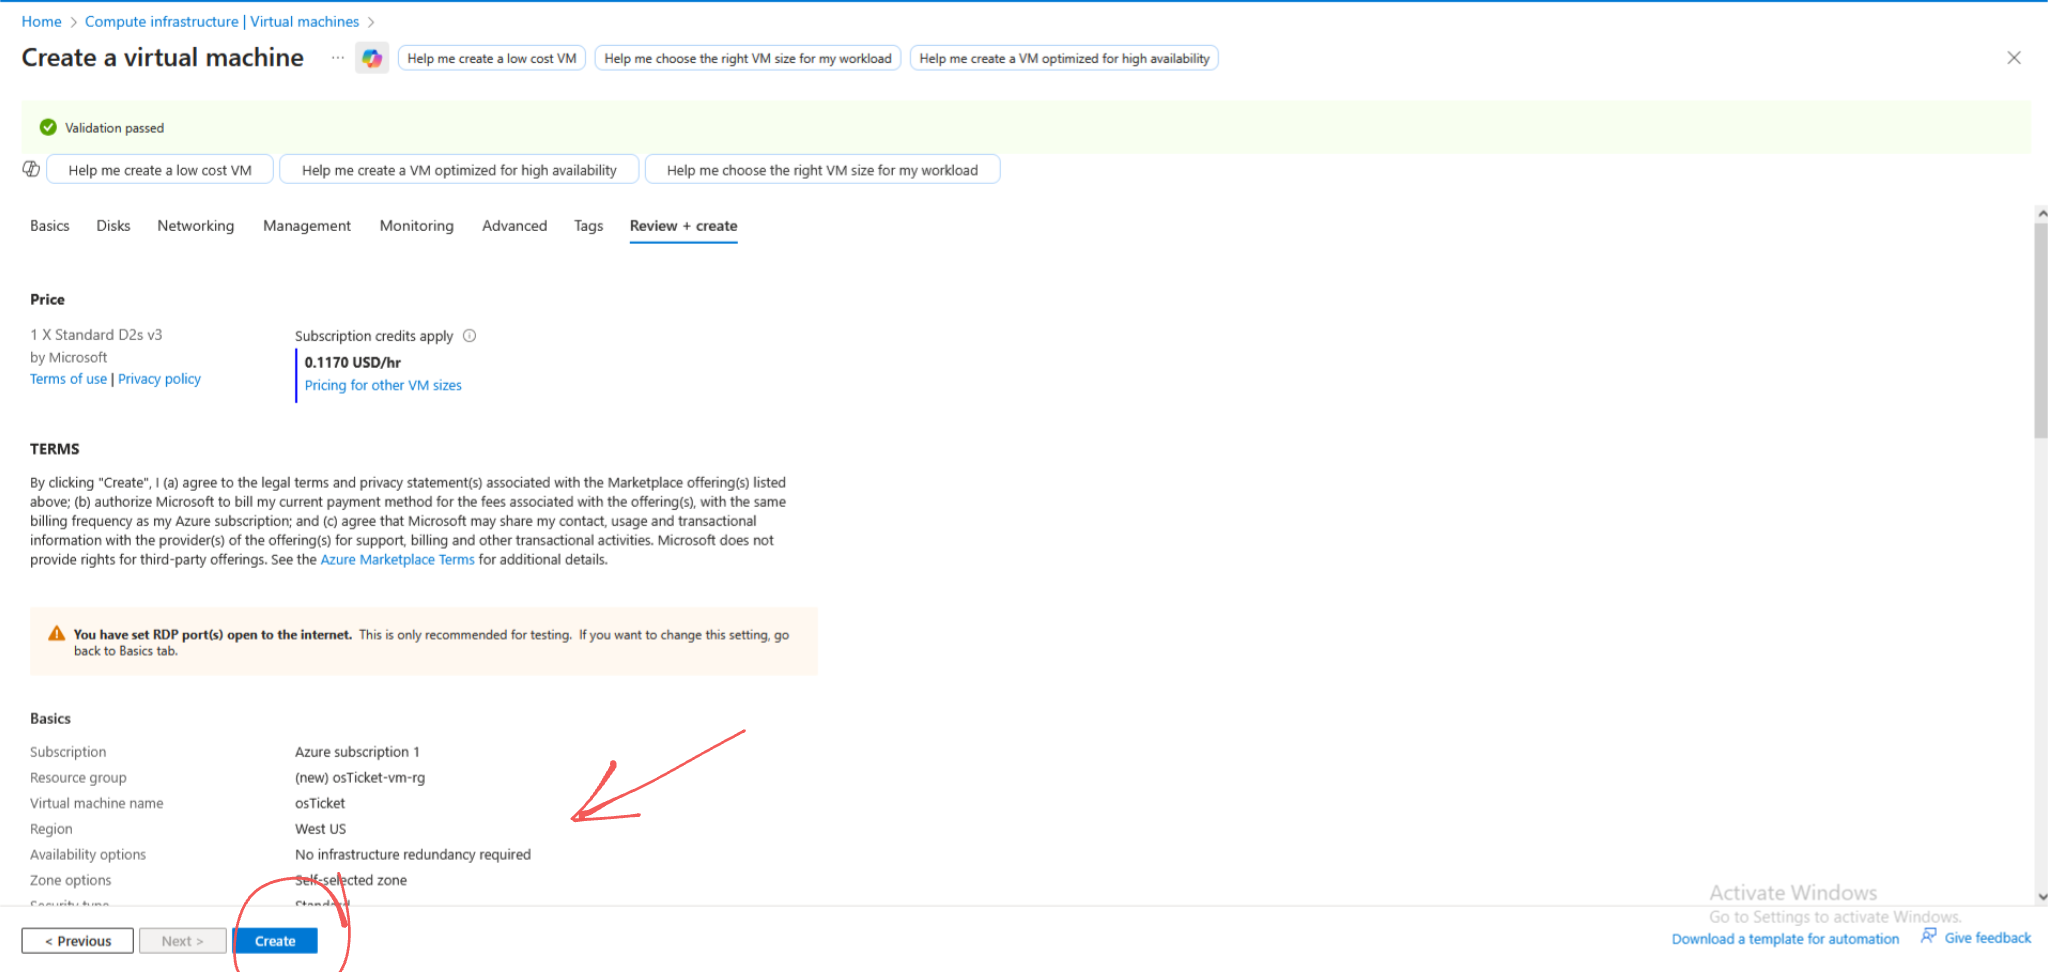 Home > Compute infrastructure | Virtual machines >
Create a virtual machine ··· Help me create a low cost VM Help me choose the right VM size for my workload Help me create a VM optimized for high availability
Validation passed
Help me create a low cost VM Help me create a VM optimized for high availability Help me choose the right VM size for my workload
Basics Disks Networking Management Monitoring Advanced Tags Review + create
Price
1 X Standard D2s v3
by Microsoft
Terms of use | Privacy policy
Subscription credits apply
0.1170 USD/hr
Pricing for other VM sizes
TERMS
By clicking "Create", I (a) agree to the legal terms and privacy statement(s) associated with the Marketplace offering(s) listed
above; (b) authorize Microsoft to bill my current payment method for the fees associated with the offering(s), with the same
billing frequency as my Azure subscription; and (c) agree that Microsoft may share my contact, usage and transactional
information with the provider(s) of the offering(s) for support, billing and other transactional activities. Microsoft does not
provide rights for third-party offerings. See the Azure Marketplace Terms for additional details.
You have set RDP port(s) open to the internet. This is only recommended for testing. If you want to change this setting, go
back to Basics tab.
Basics
Subscription Azure subscription 1
Resource group (new) osTicket-vm-rg
Virtual machine name osTicket
Region West US
Availability options No infrastructure redundancy required
Zone options Self-selected zone
Security type Standard
< Previous Next > Create
Activate Windows
Go to Settings to activate Windows.
Download a template for automation Give feedback